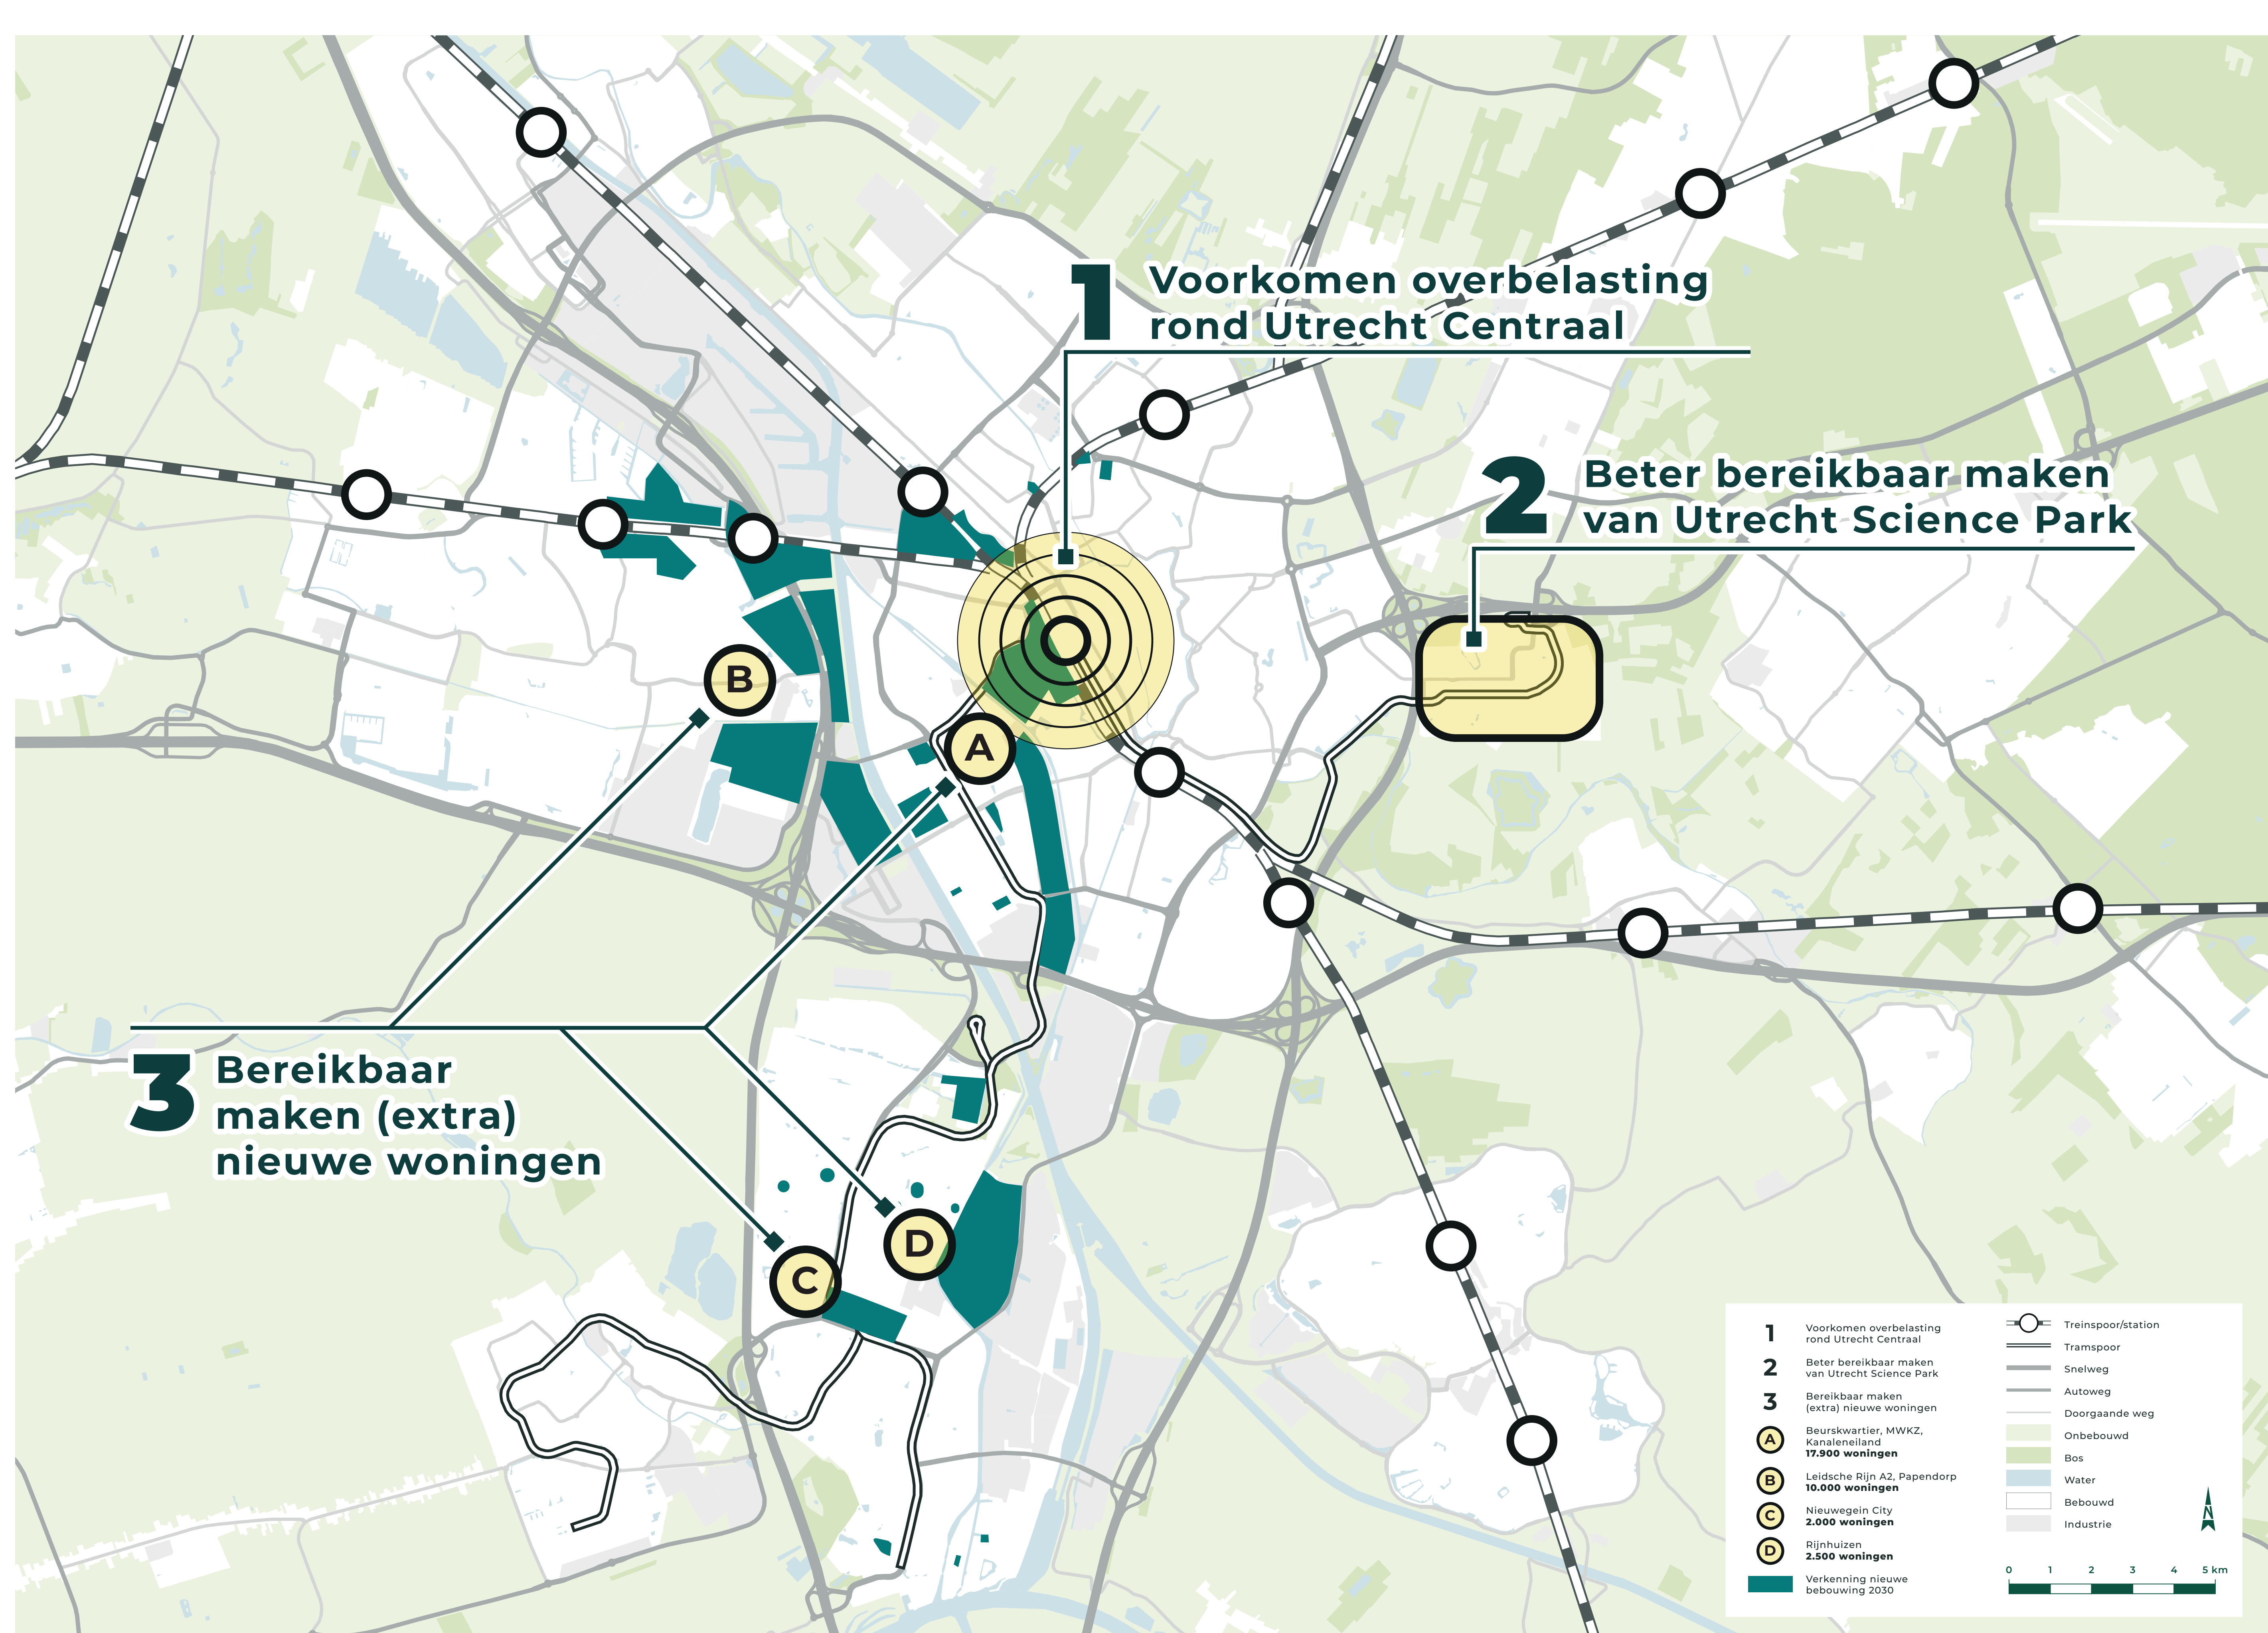 1 Voorkomen overbelasting
rond Utrecht Centraal
2 Beter bereikbaar maken
van Utrecht Science Park
B
A
3 Bereikbaar
maken (extra)
nieuwe woningen
D
C
1 Voorkomen overbelasting
rond Utrecht Centraal
2 Beter bereikbaar maken
van Utrecht Science Park
3 Bereikbaar maken
(extra) nieuwe woningen
A Beurskwartier, MWKZ,
Kanaleneiland
17.900 woningen
B Leidsche Rijn A2, Papendorp
10.000 woningen
C Nieuwegein City
2.000 woningen
D Rijnhuizen
2.500 woningen
Verkenning nieuwe
bebouwing 2030
Treinspoor/station
Tramspoor
Snelweg
Autoweg
Doorgaande weg
Onbebouwd
Bos
Water
Bebouwd
Industrie
N
0 1 2 3 4 5 km